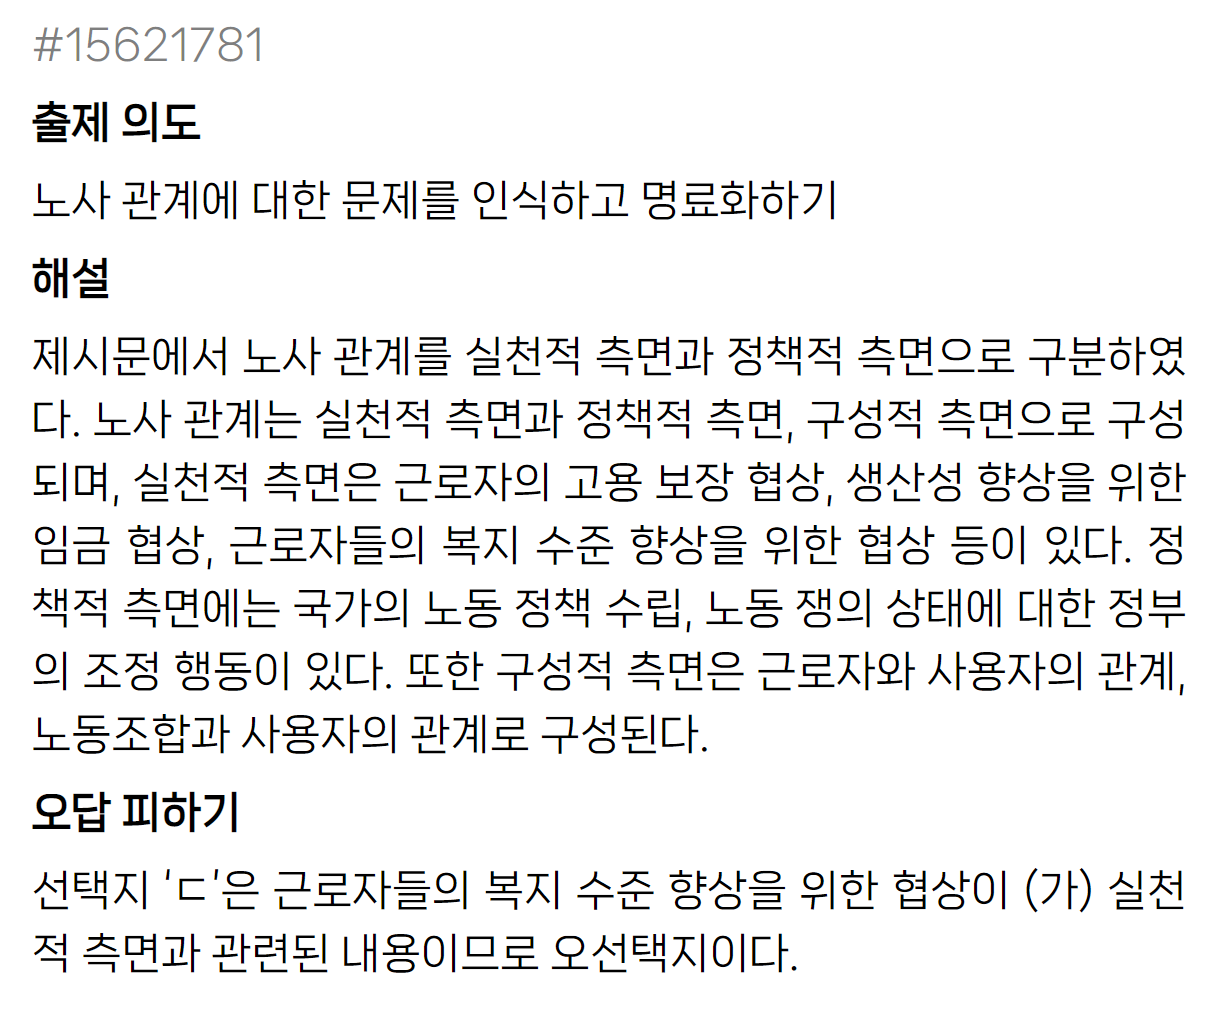 #15621781
출제 의도
노사 관계에 대한 문제를 인식하고 명료화하기
해설
제시문에서 노사 관계를 실천적 측면과 정책적 측면으로 구분하였
다. 노사 관계는 실천적 측면과 정책적 측면, 구성적 측면으로 구성
되며, 실천적 측면은 근로자의 고용 보장 협상, 생산성 향상을 위한
임금 협상, 근로자들의 복지 수준 향상을 위한 협상 등이 있다. 정
책적 측면에는 국가의 노동 정책 수립, 노동 쟁의 상태에 대한 정부
의 조정 행동이 있다. 또한 구성적 측면은 근로자와 사용자의 관계,
노동조합과 사용자의 관계로 구성된다.
오답 피하기
선택지 'ㄷ'은 근로자들의 복지 수준 향상을 위한 협상이 (가) 실천
적 측면과 관련된 내용이므로 오선택지이다.